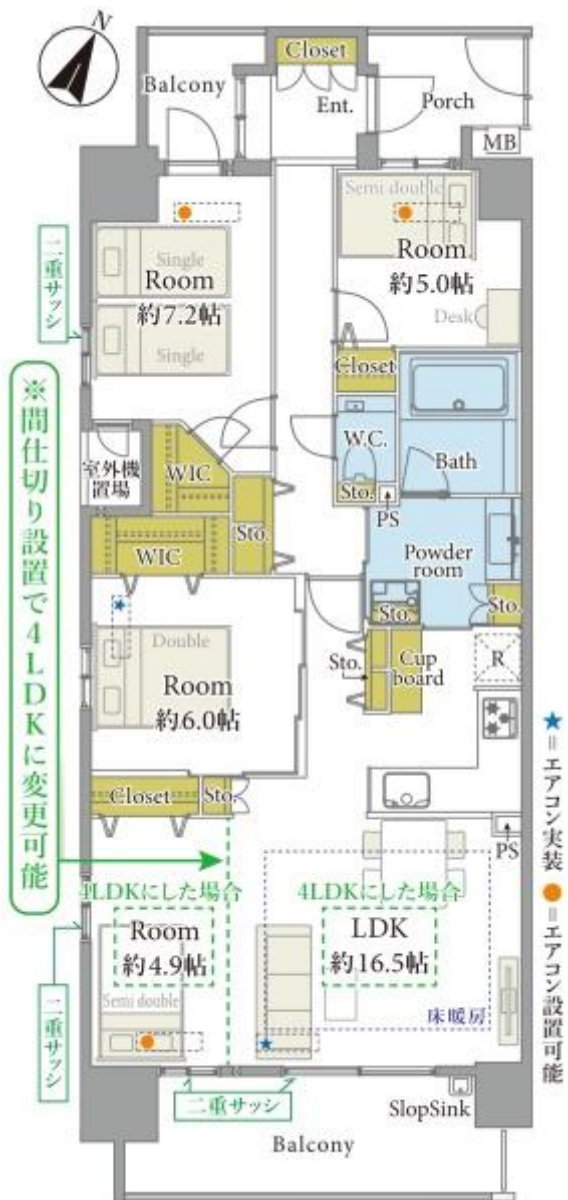 N
Closet
Balcony
Ent.
Porch
MB
Semi double
Room
約5.0帖
Desk
Single
Room
約7.2帖
Single
二重サッシ
Closet
W.C.
Bath
Sto.
PS
室外機
置場
WIC
WIC
Sto.
Powder
room
Sto.
Sto.
※間仕切り設置で4LDKに変更可能
Double
Room
約6.0帖
Sto.
Cup
board
R
Closet
Sto.
PS
★=エアコン実装 ●=エアコン設置可能
4LDKにした場合
Room
約4.9帖
Semi double
4LDKにした場合
LDK
約16.5帖
床暖房
二重サッシ
二重サッシ
SlopSink
Balcony